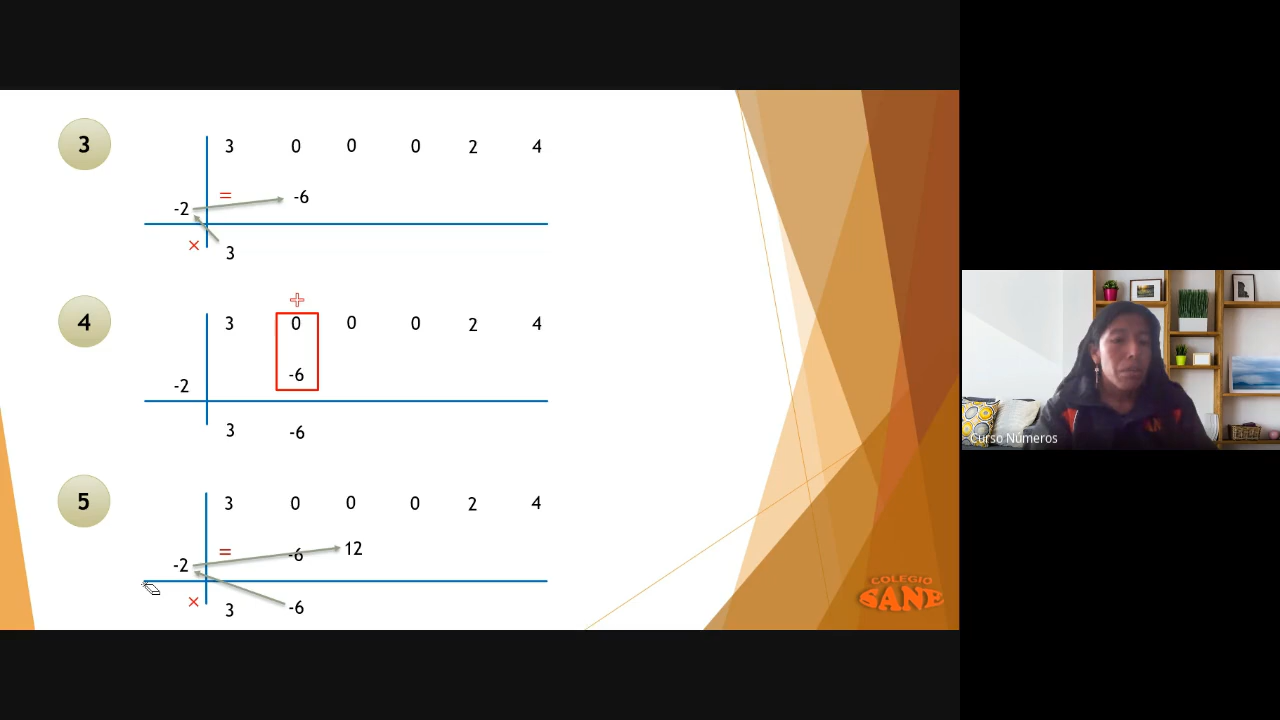 3
3 0 0 0 2 4
= -6
-2
× 3
+
4
3 0 0 0 2 4
-6
-2
3 -6
5
3 0 0 0 2 4
= -6 12
-2
× 3 -6
COLEGIO
SANE
Curso Números